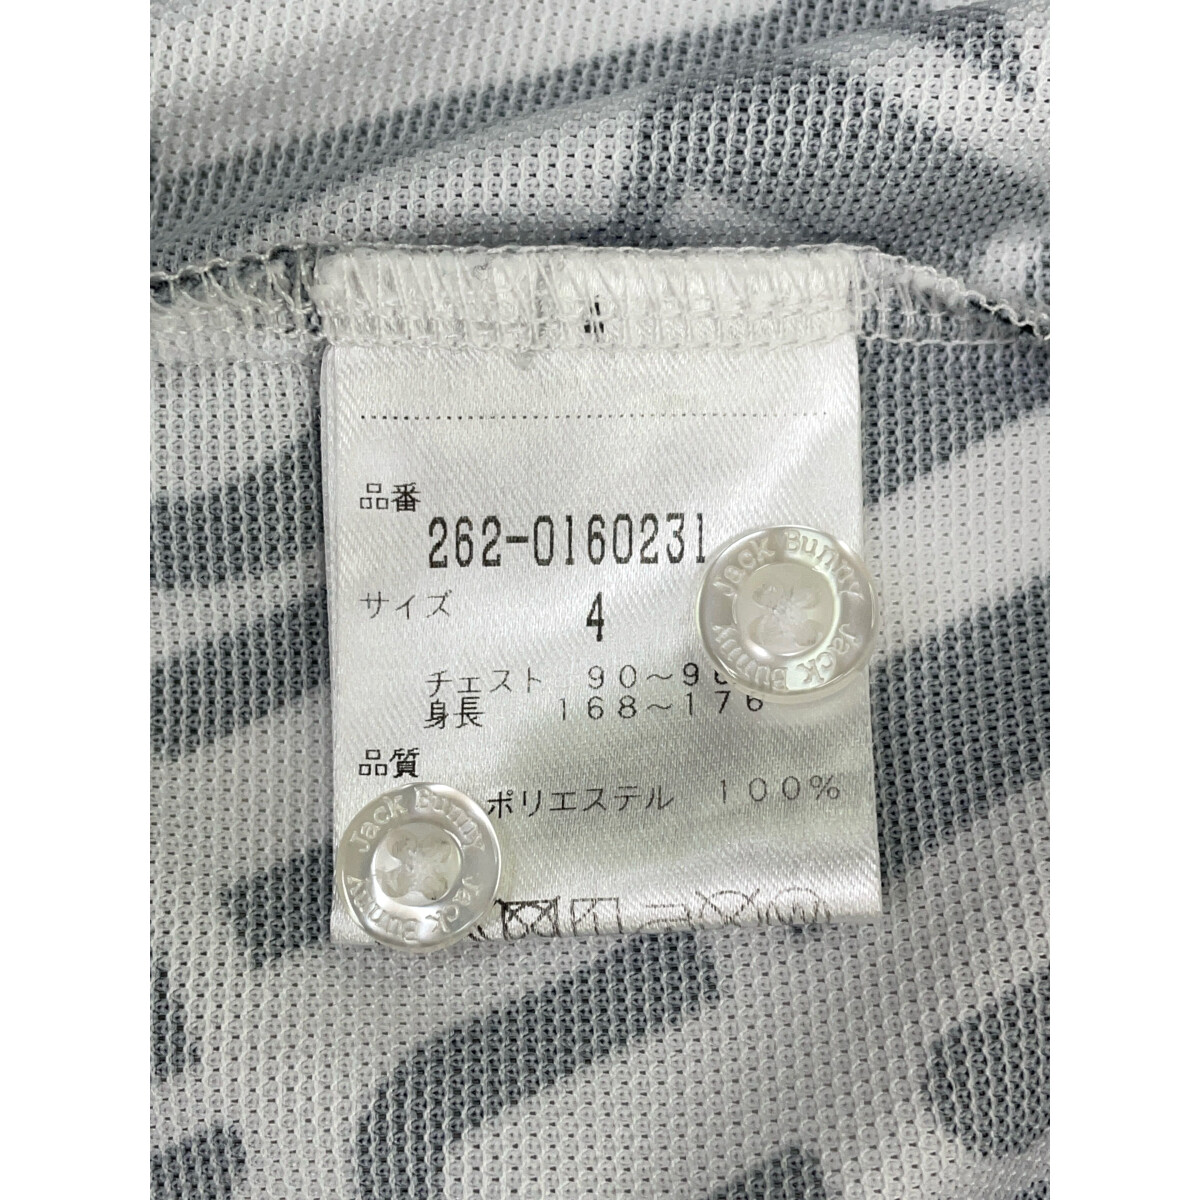 品番
262-0160231
サイズ
4
チェスト 90～9
身長 168～176
品質
ポリエステル 100%
Jack Bunny Jack Bunny
Jack Bunny Jack Bunny